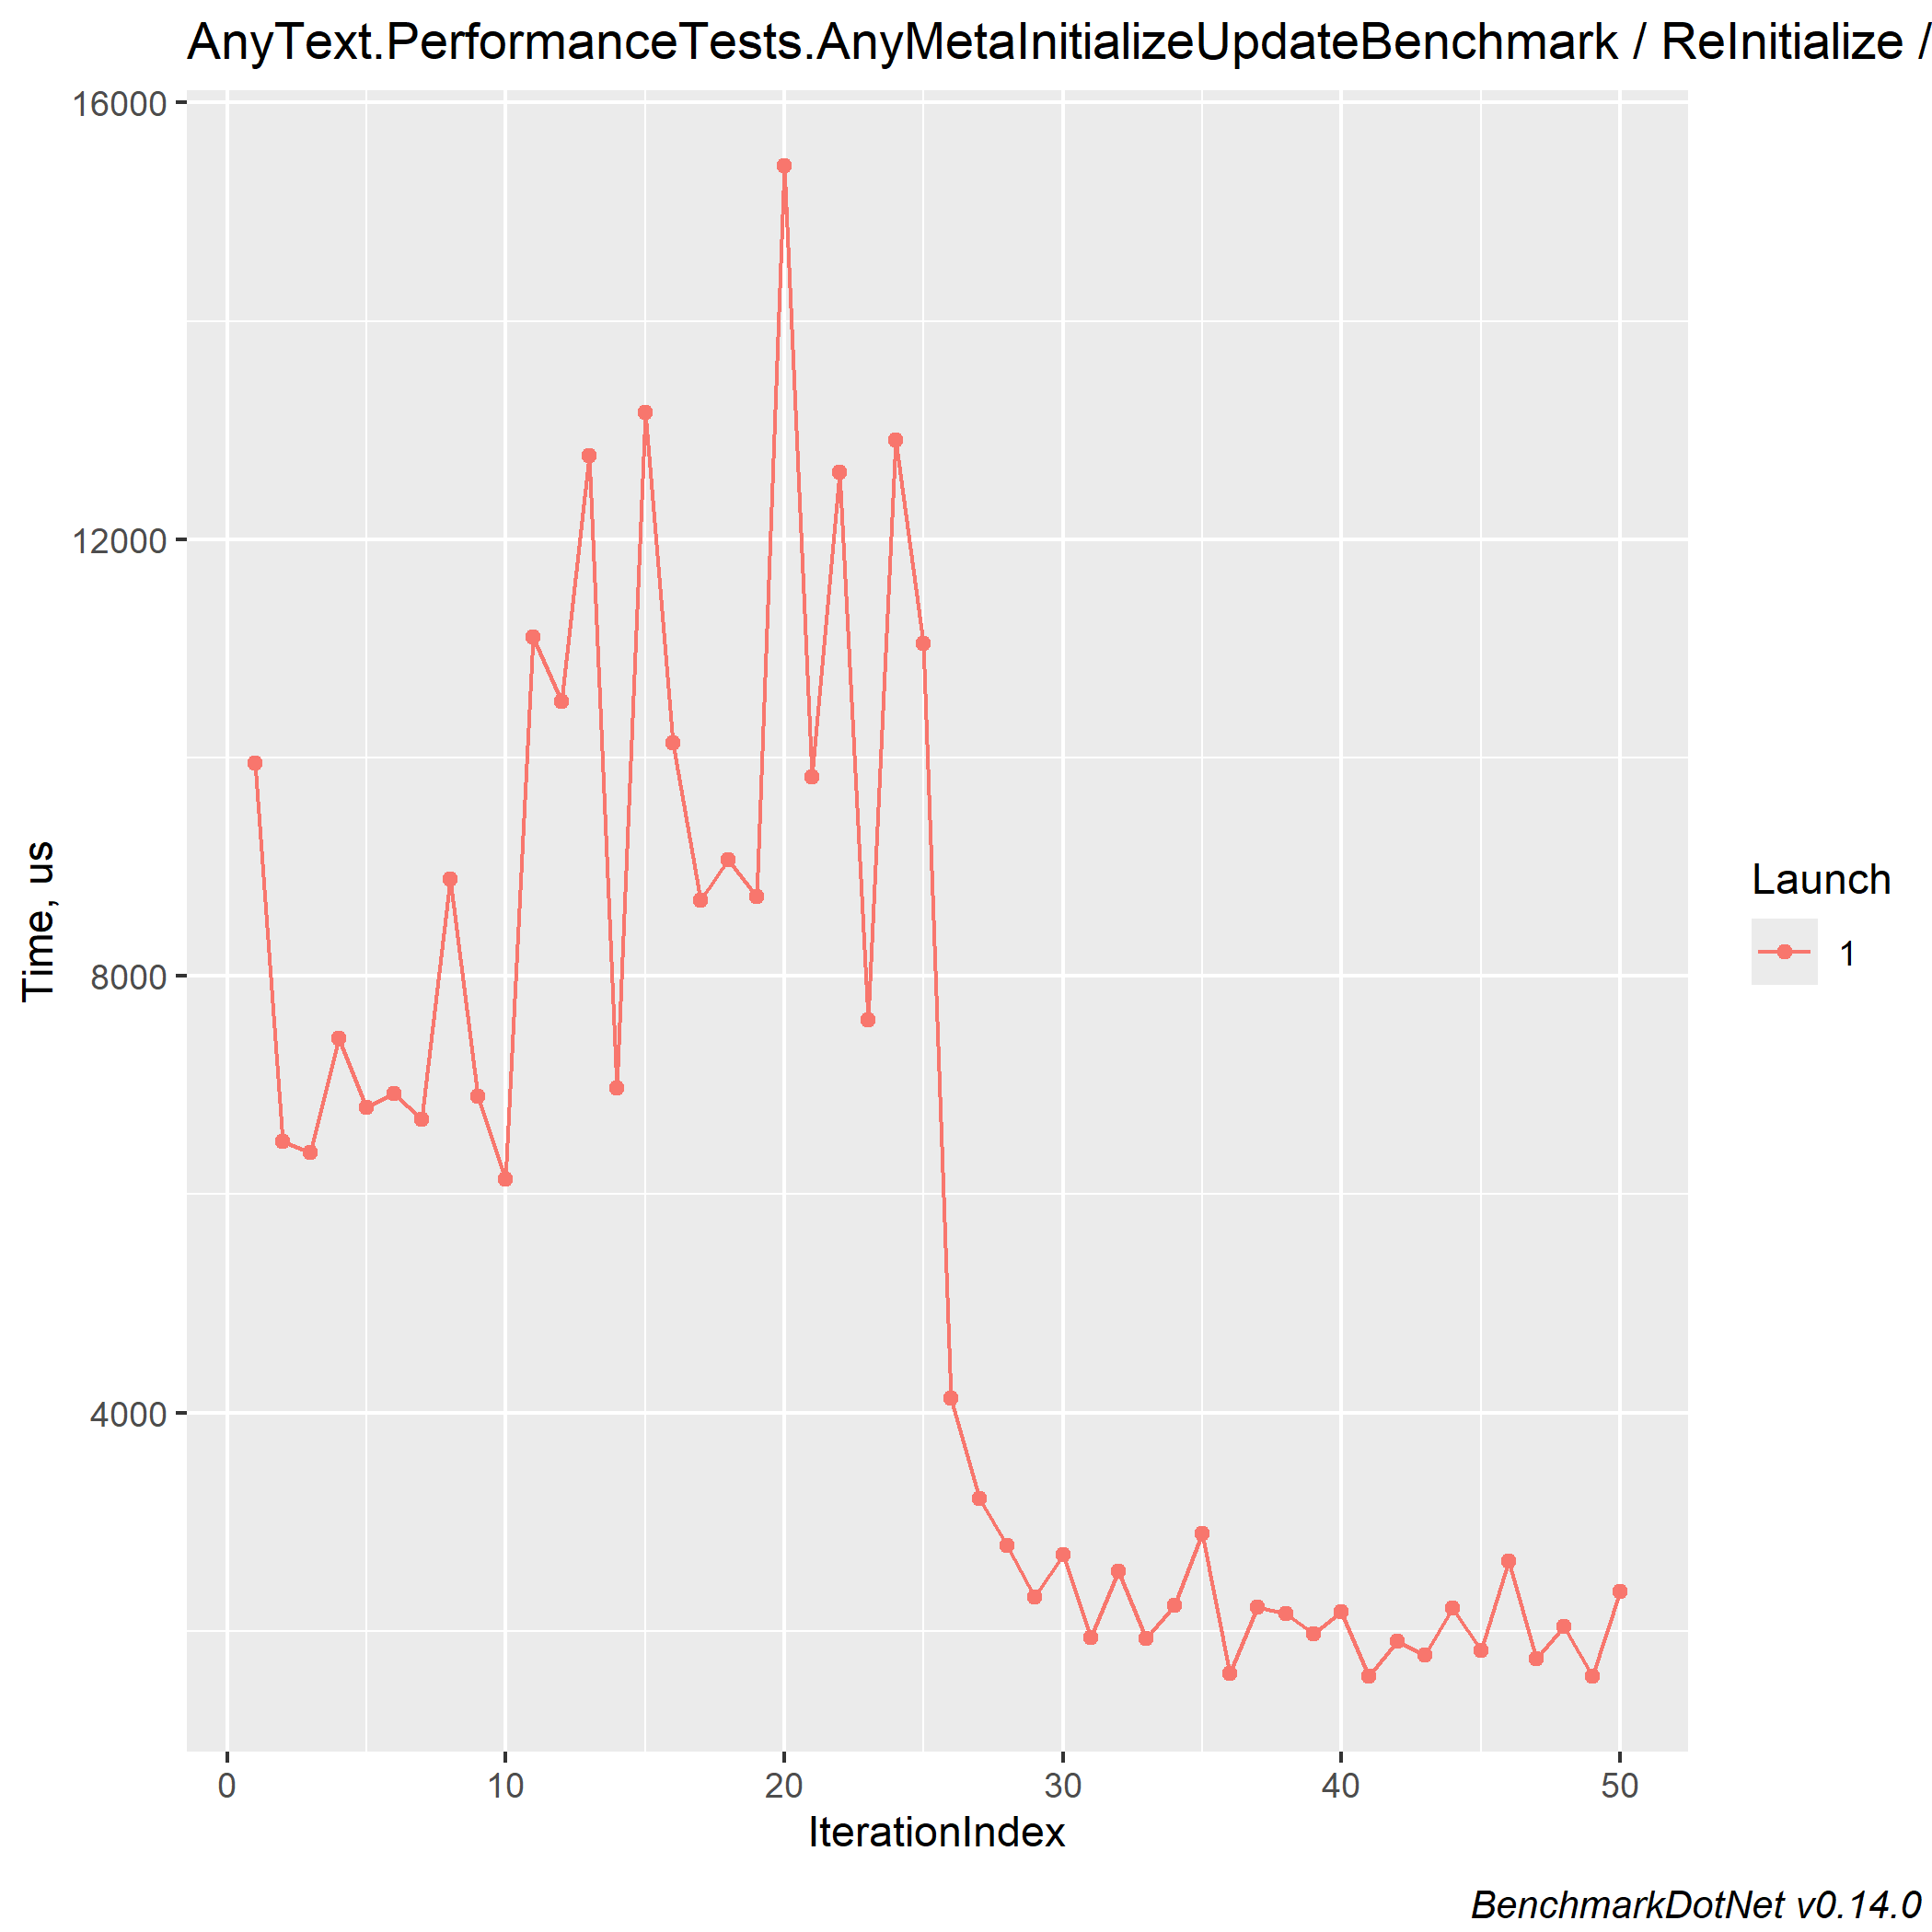 AnyText.PerformanceTests.AnyMetaInitializeUpdateBenchmark / ReInitialize /
16000
12000
8000
4000
Time, us
0 10 20 30 40 50
IterationIndex
Launch
1
BenchmarkDotNet v0.14.0